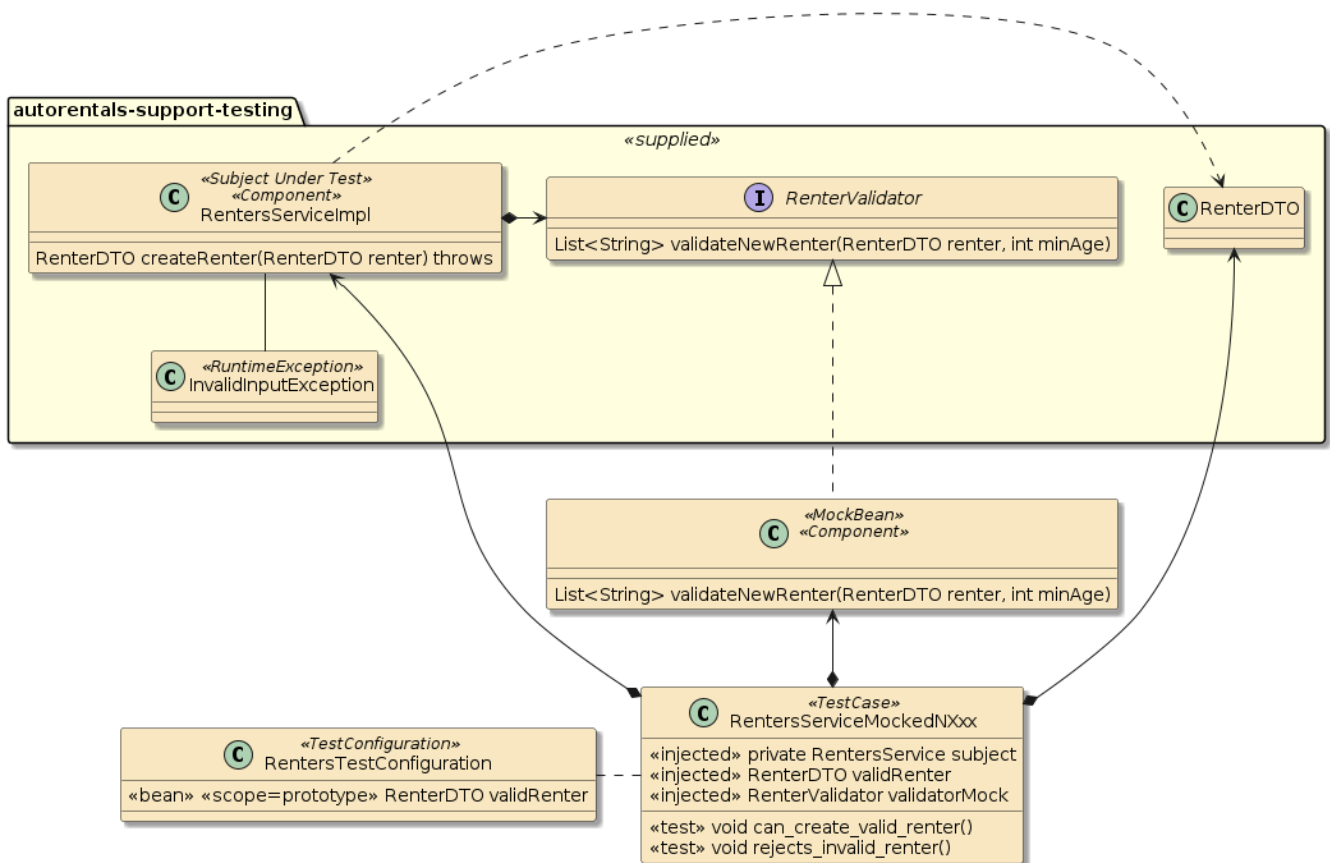 autorentals-support-testing
«supplied»
«Subject Under Test»
«Component»
C
RentersServiceImpl
RenterDTO createRenter(RenterDTO renter) throws
I
RenterValidator
List<String> validateNewRenter(RenterDTO renter, int minAge)
C
RenterDTO
«RuntimeException»
C
InvalidInputException
«MockBean»
C
«Component»
List<String> validateNewRenter(RenterDTO renter, int minAge)
«TestCase»
C
RentersServiceMockedNXxx
«injected» private RentersService subject
«injected» RenterDTO validRenter
«injected» RenterValidator validatorMock
«test» void can_create_valid_renter()
«test» void rejects_invalid_renter()
«TestConfiguration»
C
RentersTestConfiguration
«bean» «scope=prototype» RenterDTO validRenter